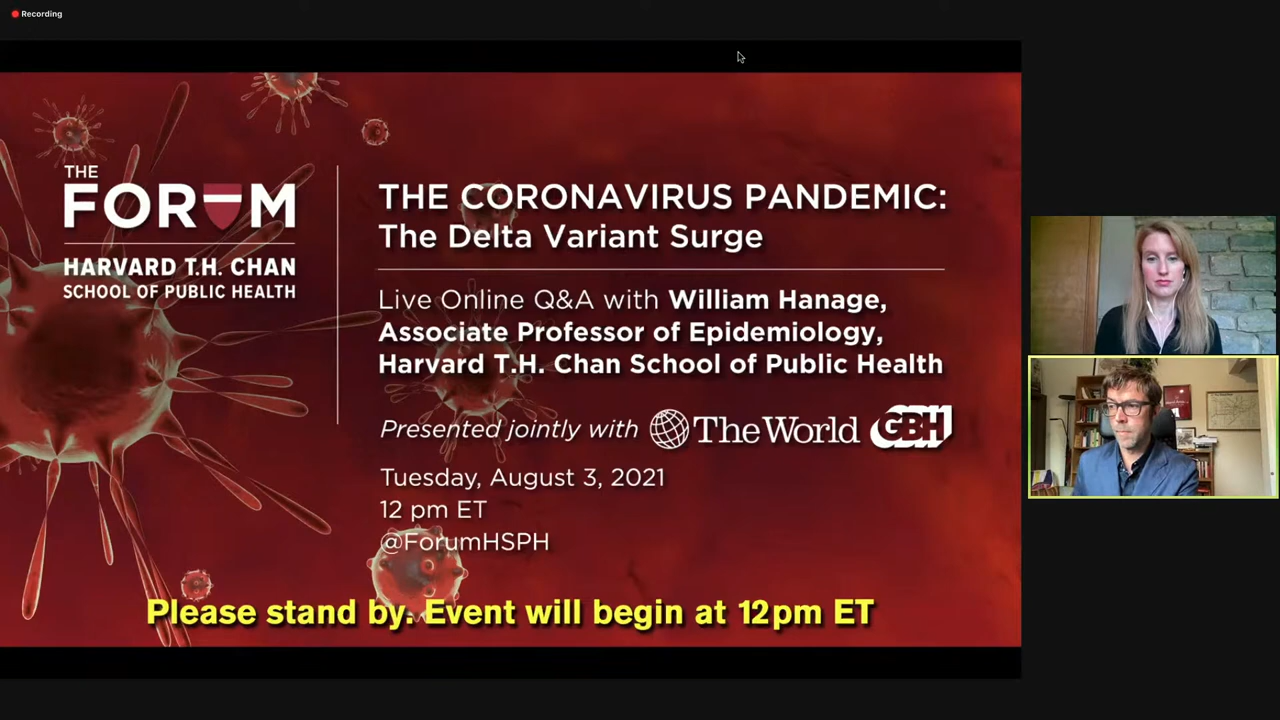 Recording
THE
FORUM
HARVARD T.H. CHAN
SCHOOL OF PUBLIC HEALTH
THE CORONAVIRUS PANDEMIC:
The Delta Variant Surge
Live Online Q&A with William Hanage,
Associate Professor of Epidemiology,
Harvard T.H. Chan School of Public Health
Presented jointly with The World GBH
Tuesday, August 3, 2021
12 pm ET
@ForumHSPH
Please stand by. Event will begin at 12pm ET